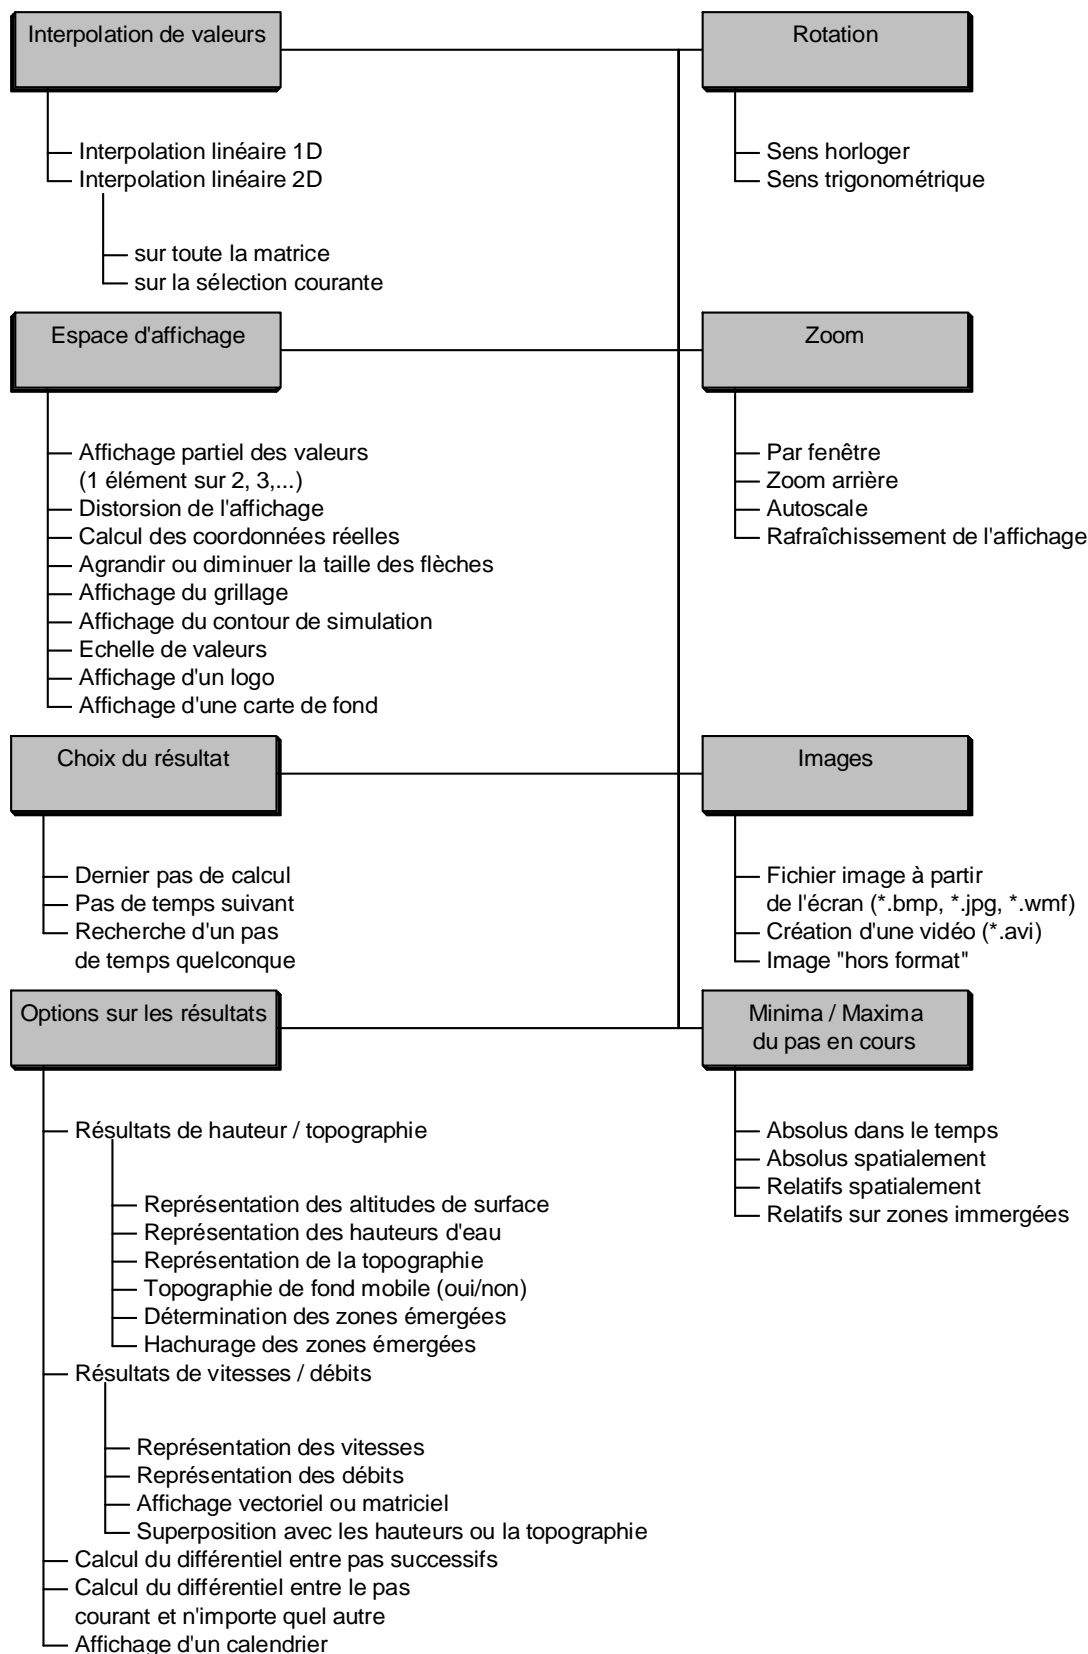 Interpolation de valeurs
Interpolation linéaire 1D
Interpolation linéaire 2D
sur toute la matrice
sur la sélection courante
Rotation
Sens horloger
Sens trigonométrique
Espace d'affichage
Affichage partiel des valeurs
(1 élément sur 2, 3,...)
Distorsion de l'affichage
Calcul des coordonnées réelles
Agrandir ou diminuer la taille des flèches
Affichage du grillage
Affichage du contour de simulation
Echelle de valeurs
Affichage d'un logo
Affichage d'une carte de fond
Zoom
Par fenêtre
Zoom arrière
Autoscale
Rafraîchissement de l'affichage
Choix du résultat
Dernier pas de calcul
Pas de temps suivant
Recherche d'un pas
de temps quelconque
Images
Fichier image à partir
de l'écran (*.bmp, *.jpg, *.wmf)
Création d'une vidéo (*.avi)
Image "hors format"
Options sur les résultats
Résultats de hauteur / topographie
Représentation des altitudes de surface
Représentation des hauteurs d'eau
Représentation de la topographie
Topographie de fond mobile (oui/non)
Détermination des zones émergées
Hachurage des zones émergées
Résultats de vitesses / débits
Représentation des vitesses
Représentation des débits
Affichage vectoriel ou matriciel
Superposition avec les hauteurs ou la topographie
Calcul du différentiel entre pas successifs
Calcul du différentiel entre le pas
courant et n'importe quel autre
Affichage d'un calendrier
Minima / Maxima
du pas en cours
Absolus dans le temps
Absolus spatialement
Relatifs spatialement
Relatifs sur zones immergées